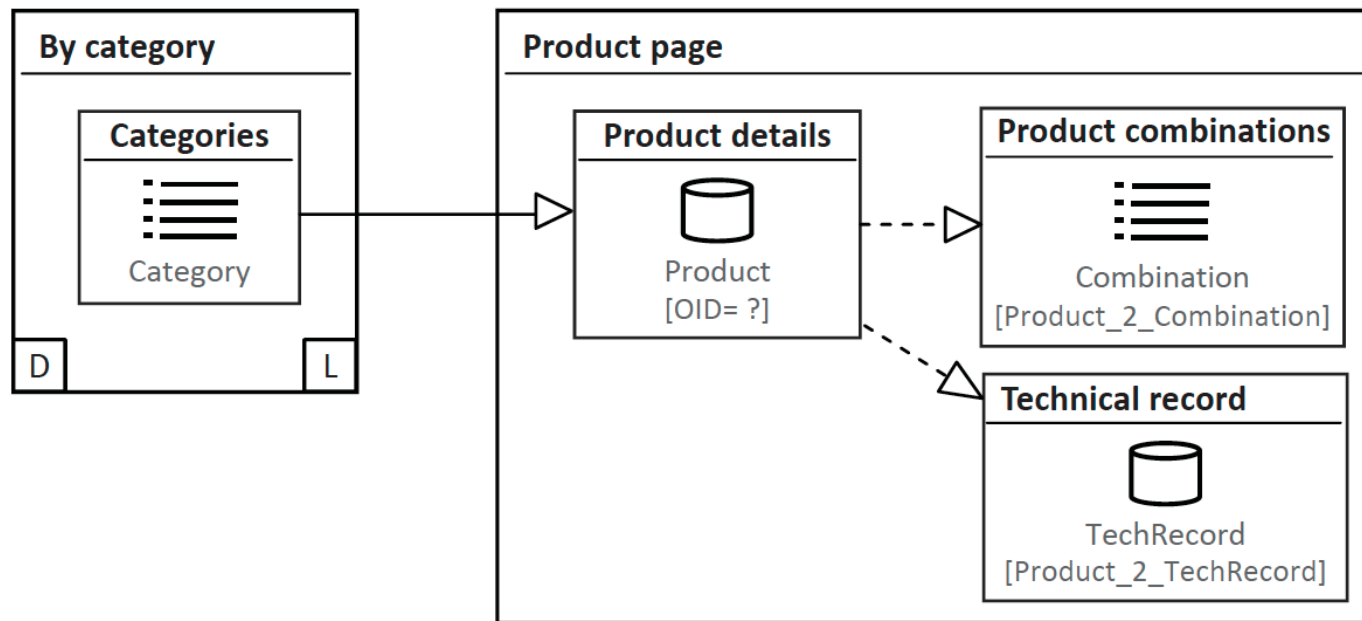 By category
Categories
Category
D
L
Product page
Product details
Product
[OID= ?]
Product combinations
Combination
[Product_2_Combination]
Technical record
TechRecord
[Product_2_TechRecord]